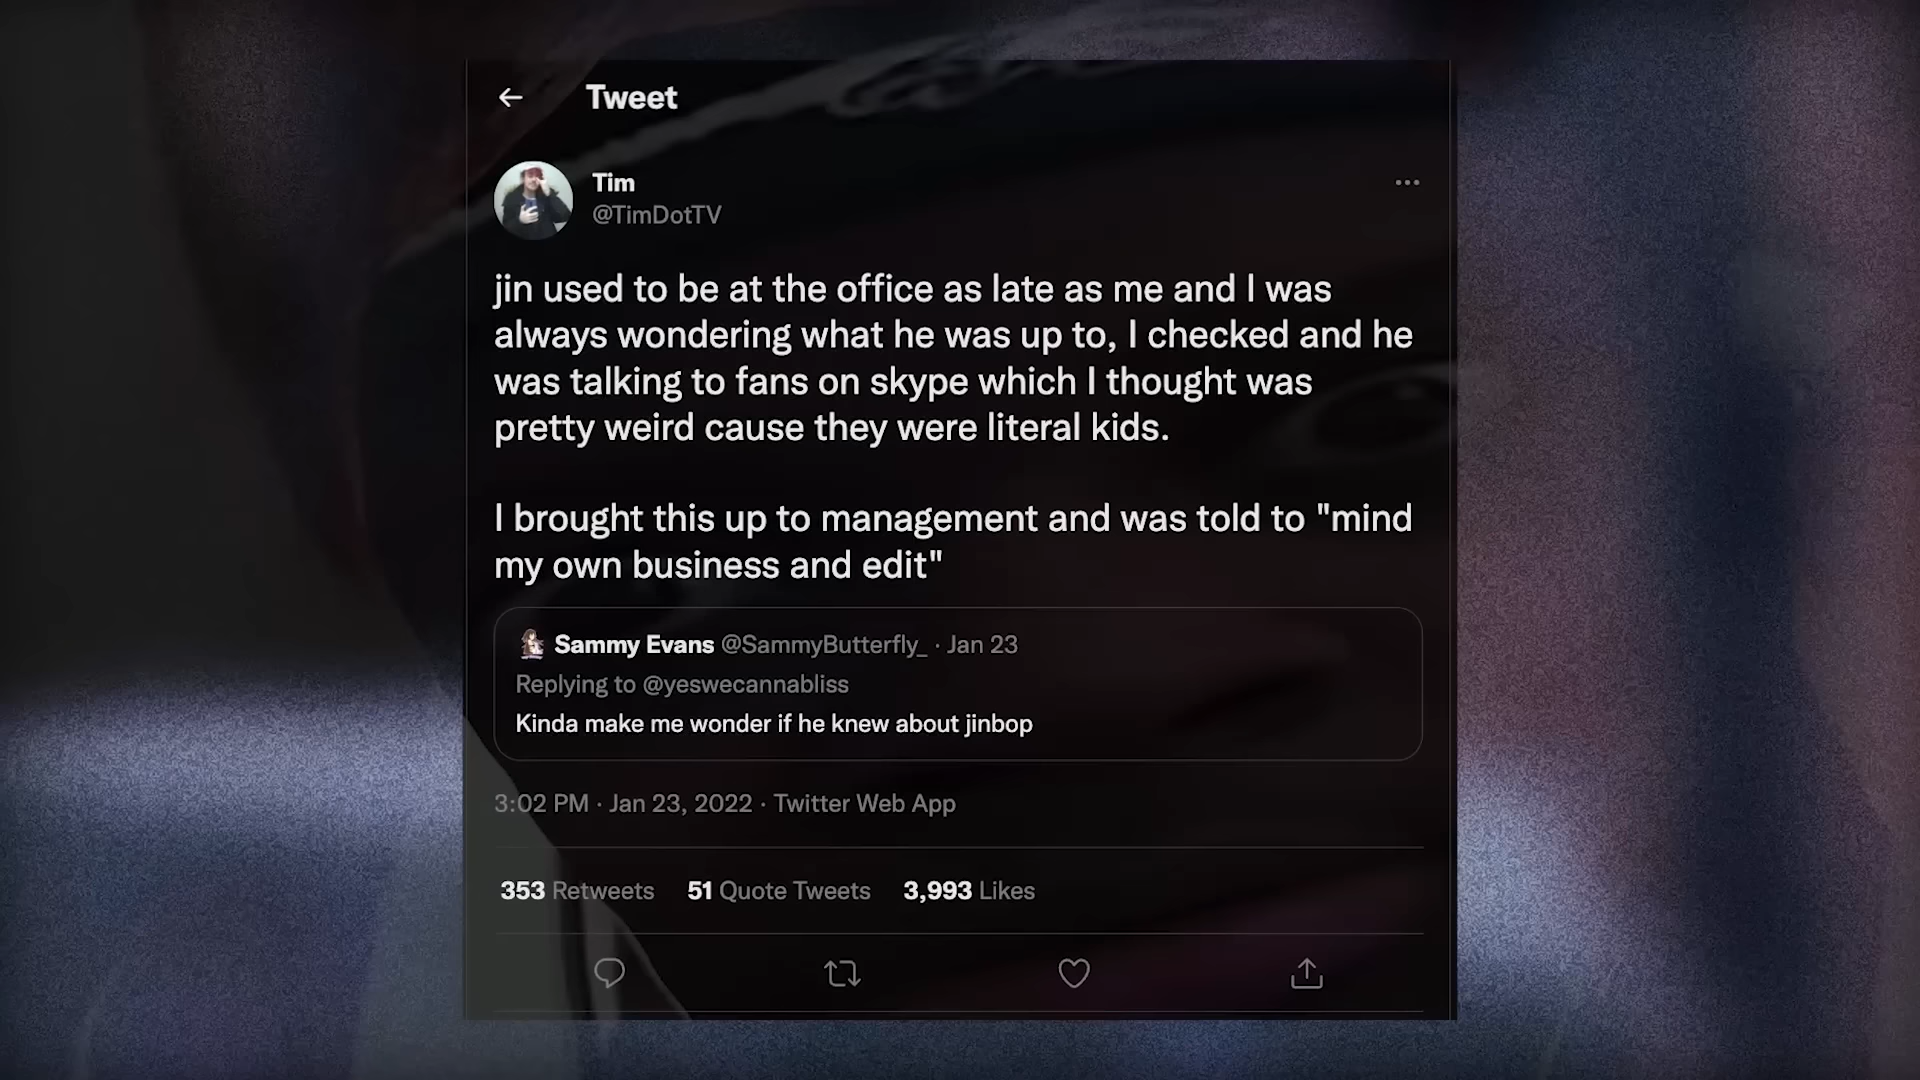 Tweet
Tim
@TimDotTV
jin used to be at the office as late as me and I was
always wondering what he was up to, I checked and he
was talking to fans on skype which I thought was
pretty weird cause they were literal kids.
I brought this up to management and was told to "mind
my own business and edit"
Sammy Evans @SammyButterfly_ · Jan 23
Replying to @yeswecannabliss
Kinda make me wonder if he knew about jinbop
3:02 PM · Jan 23, 2022 · Twitter Web App
353 Retweets 51 Quote Tweets 3,993 Likes